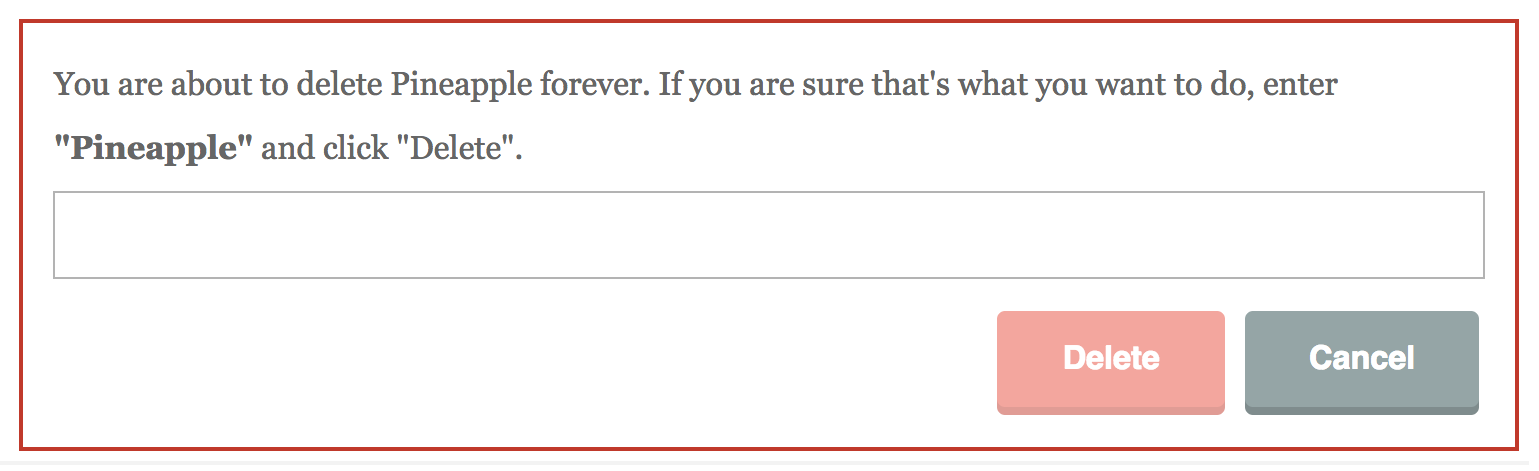 You are about to delete Pineapple forever. If you are sure that's what you want to do, enter
"Pineapple" and click "Delete".
Delete
Cancel